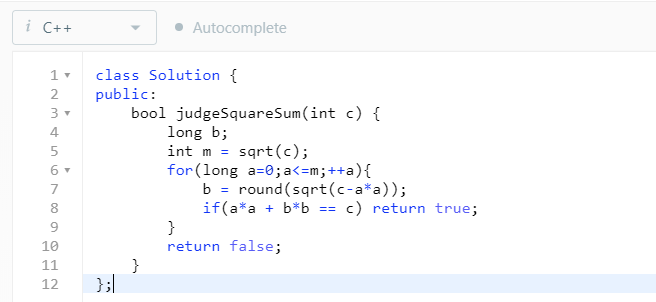 i C++ Autocomplete
1 class Solution {
2 public:
3     bool judgeSquareSum(int c) {
4         long b;
5         int m = sqrt(c);
6         for(long a=0;a<=m;++a){
7             b = round(sqrt(c-a*a));
8             if(a*a + b*b == c) return true;
9         }
10         return false;
11     }
12 };